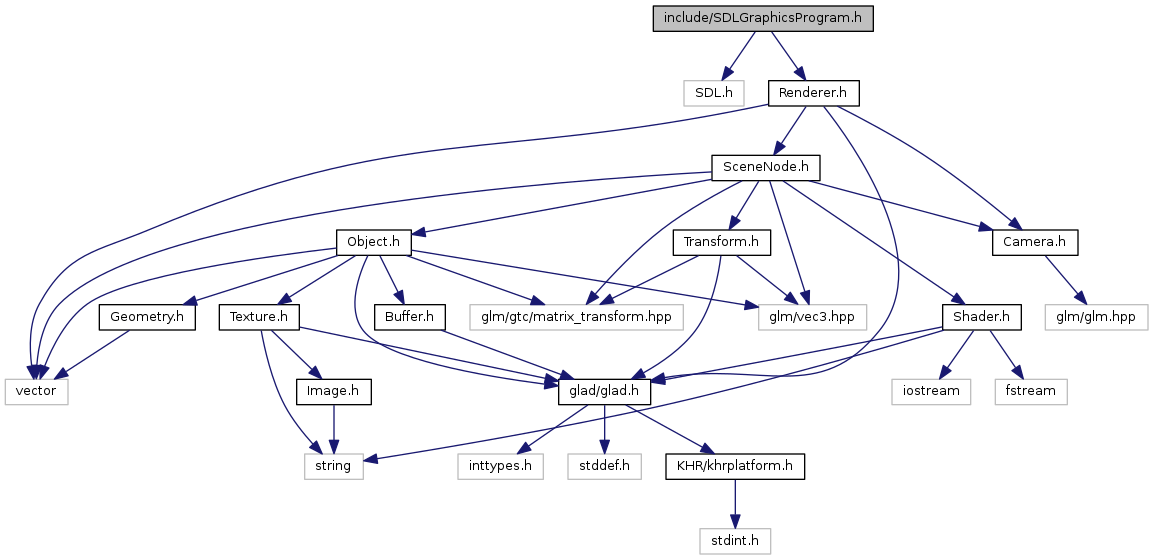 include/SDLGraphicsProgram.h
SDL.h
Renderer.h
SceneNode.h
Object.h
Transform.h
Camera.h
Geometry.h
Texture.h
Buffer.h
glm/gtc/matrix_transform.hpp
glm/vec3.hpp
Shader.h
glm/glm.hpp
vector
Image.h
glad/glad.h
iostream
fstream
string
inttypes.h
stddef.h
KHR/khrplatform.h
stdint.h